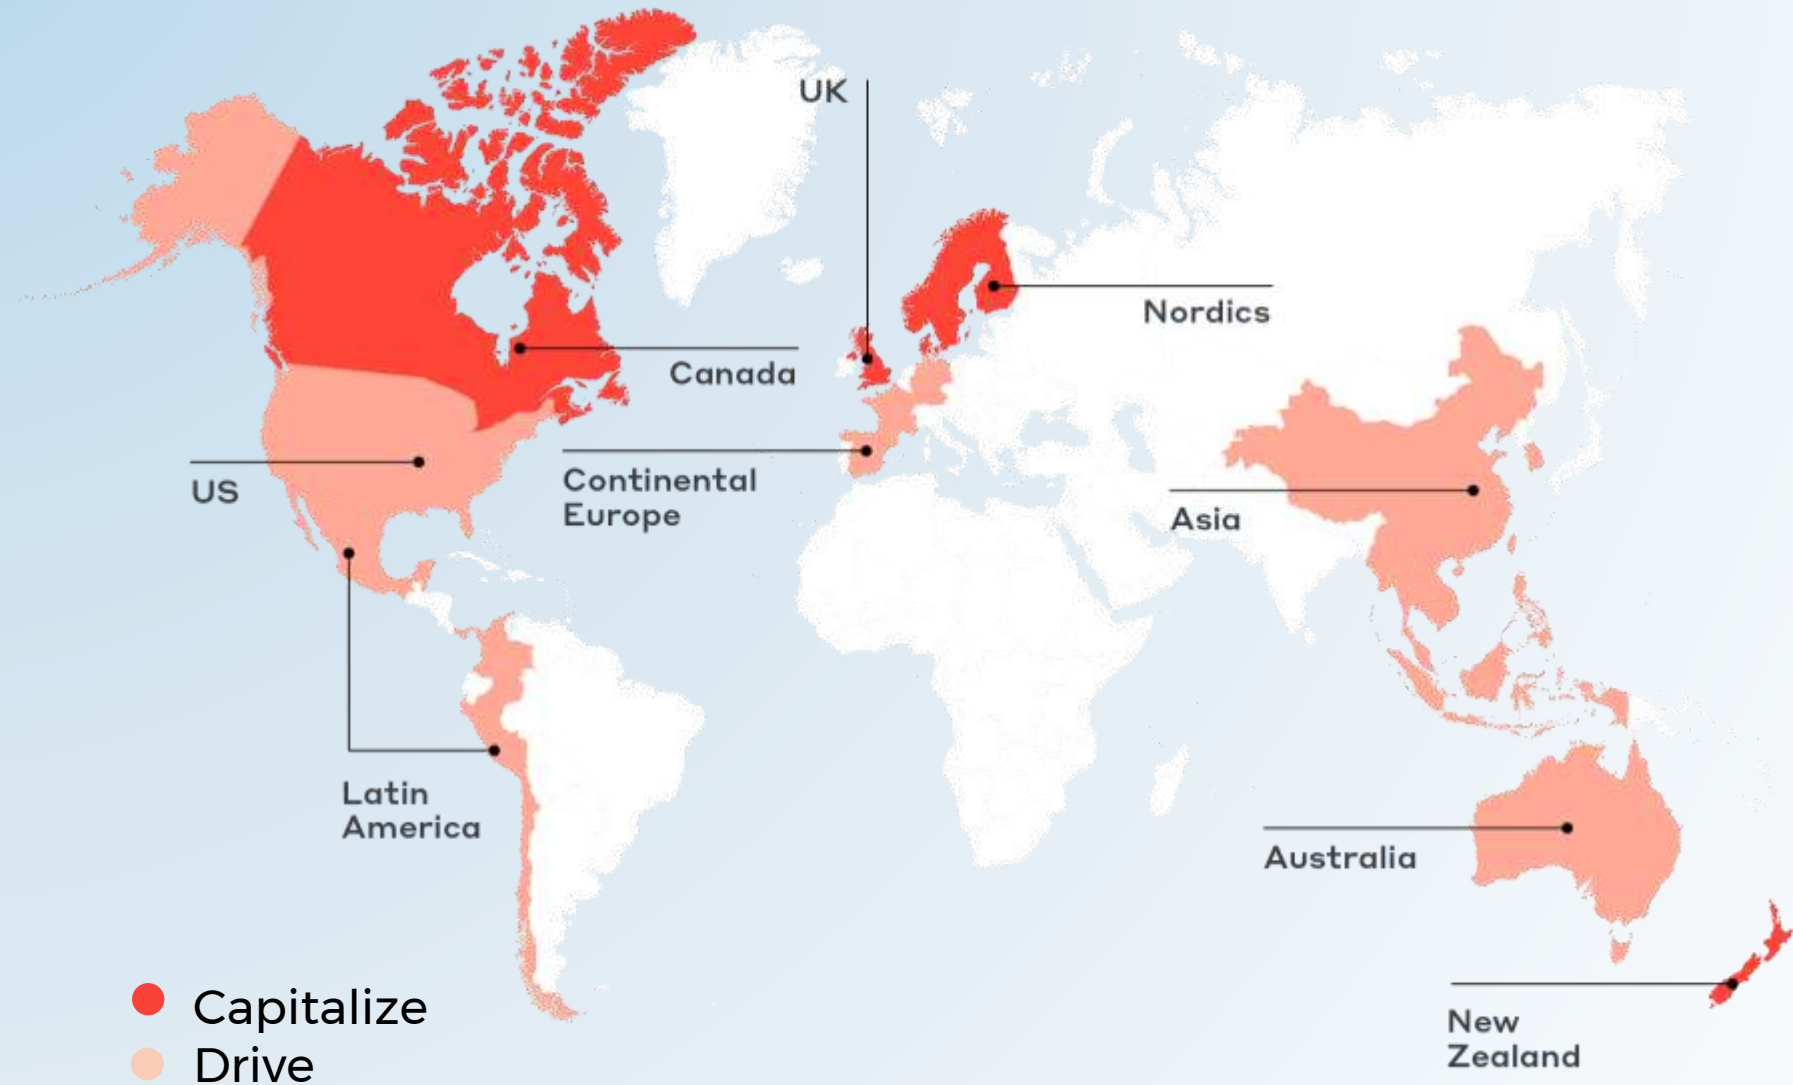 UK
Nordics
Canada
Continental
Europe
US
Asia
Latin
America
Australia
New
Zealand
Capitalize
Drive